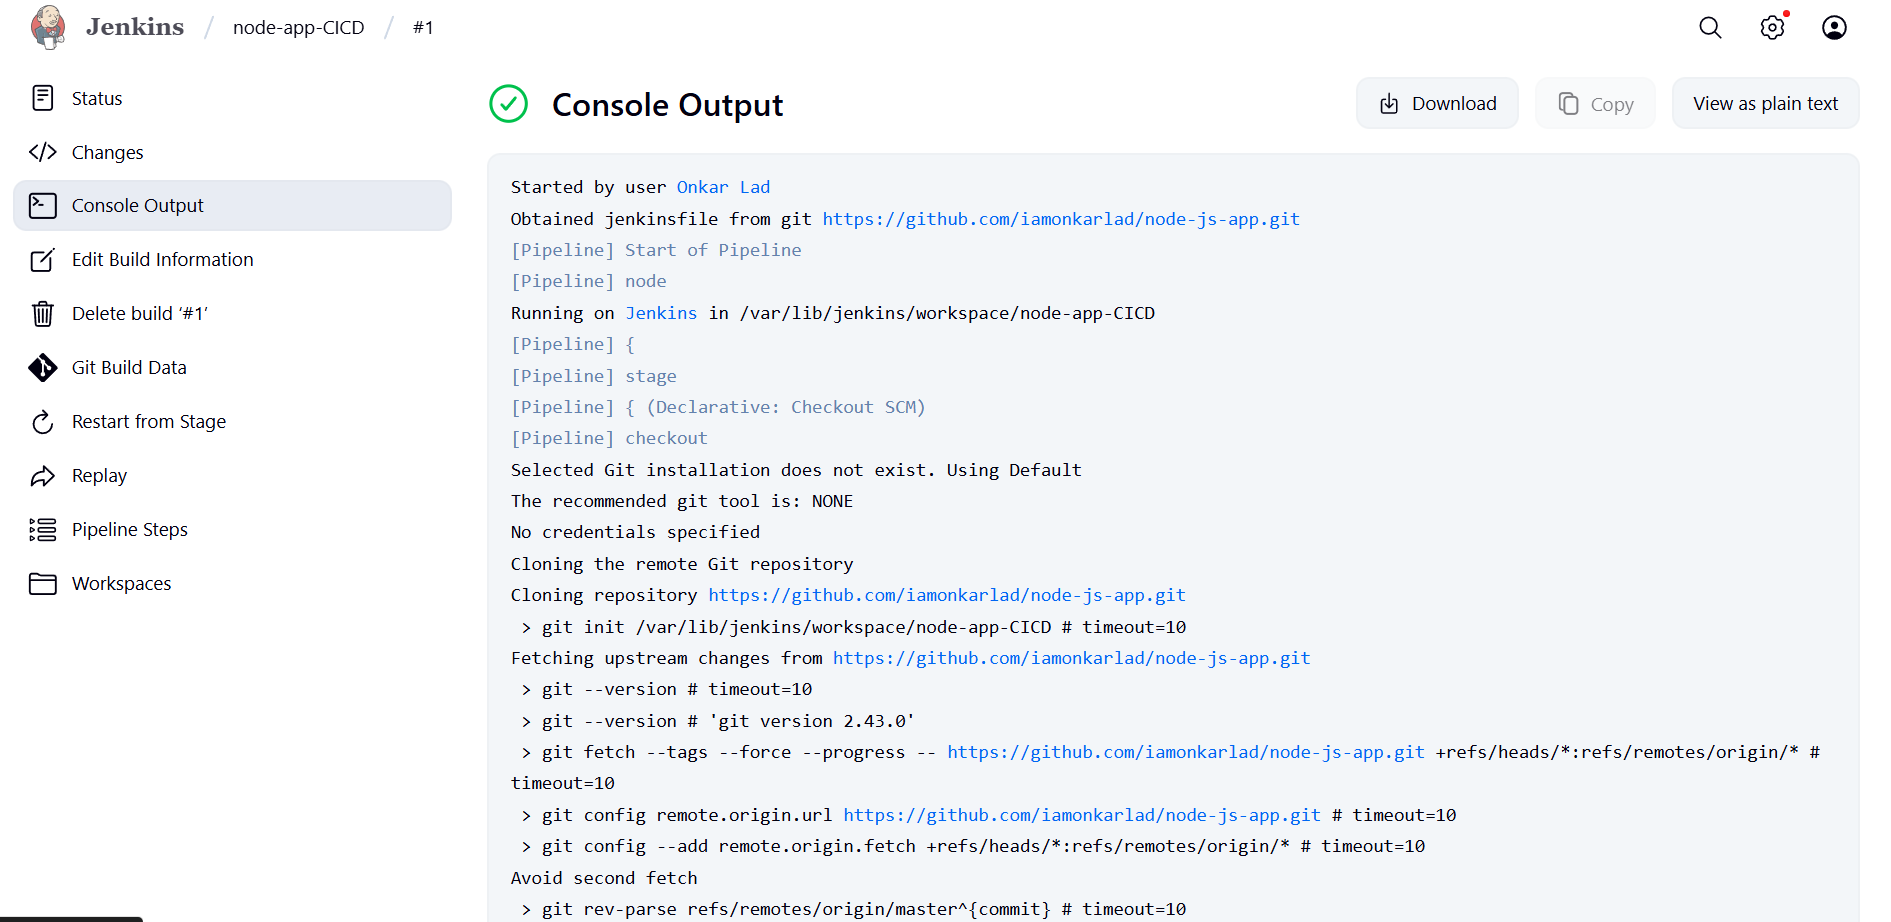 Jenkins / node-app-CICD / #1
Status
Changes
Console Output
Edit Build Information
Delete build ‘#1’
Git Build Data
Restart from Stage
Replay
Pipeline Steps
Workspaces
Console Output
Download
Copy
View as plain text
Started by user Onkar Lad
Obtained jenkinsfile from git https://github.com/iamonkarlad/node-js-app.git
[Pipeline] Start of Pipeline
[Pipeline] node
Running on Jenkins in /var/lib/jenkins/workspace/node-app-CICD
[Pipeline] {
[Pipeline] stage
[Pipeline] { (Declarative: Checkout SCM)
[Pipeline] checkout
Selected Git installation does not exist. Using Default
The recommended git tool is: NONE
No credentials specified
Cloning the remote Git repository
Cloning repository https://github.com/iamonkarlad/node-js-app.git
 > git init /var/lib/jenkins/workspace/node-app-CICD # timeout=10
Fetching upstream changes from https://github.com/iamonkarlad/node-js-app.git
 > git --version # timeout=10
 > git --version # 'git version 2.43.0'
 > git fetch --tags --force --progress -- https://github.com/iamonkarlad/node-js-app.git +refs/heads/*:refs/remotes/origin/* #
timeout=10
 > git config remote.origin.url https://github.com/iamonkarlad/node-js-app.git # timeout=10
 > git config --add remote.origin.fetch +refs/heads/*:refs/remotes/origin/* # timeout=10
Avoid second fetch
 > git rev-parse refs/remotes/origin/master^{commit} # timeout=10